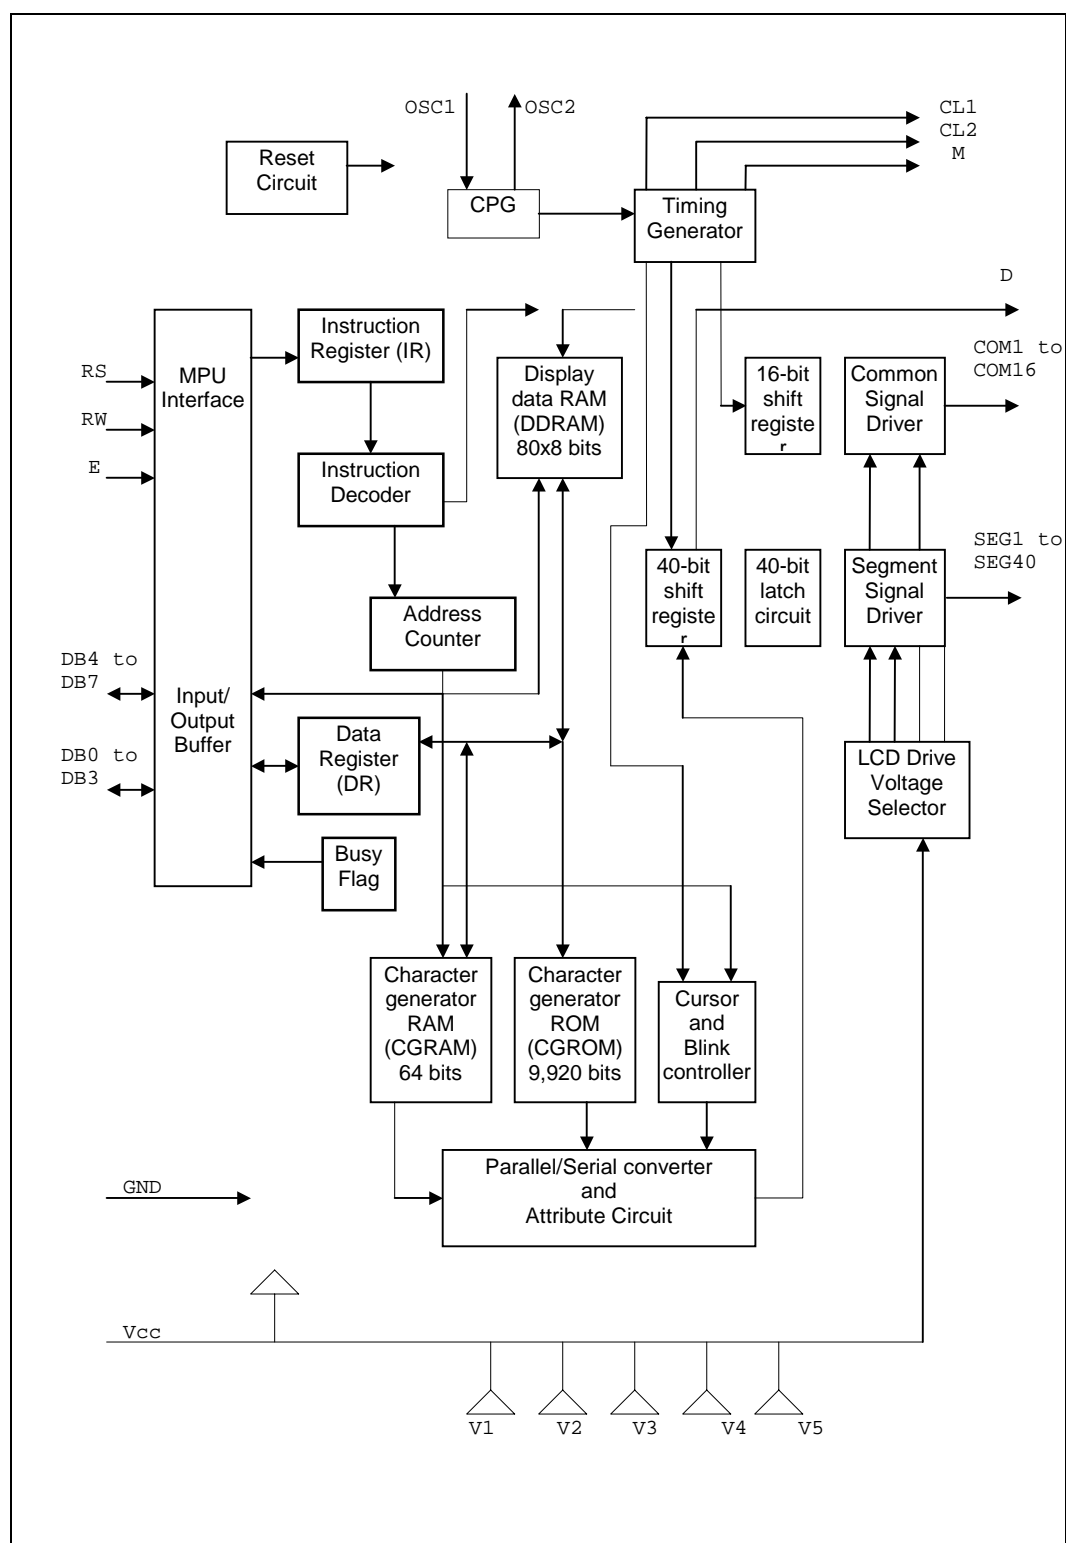 OSC1
OSC2
CL1
CL2
M
Reset
Circuit
CPG
Timing
Generator
D
Instruction
Register (IR)
MPU
Interface
RS
RW
E
Display
data RAM
(DDRAM)
80x8 bits
16-bit
shift
registe
r
Common
Signal
Driver
COM1 to
COM16
Instruction
Decoder
40-bit
shift
registe
r
40-bit
latch
circuit
Segment
Signal
Driver
SEG1 to
SEG40
Address
Counter
DB4 to
DB7
Input/
Output
Buffer
DB0 to
DB3
Data
Register
(DR)
LCD Drive
Voltage
Selector
Busy
Flag
Character
generator
RAM
(CGRAM)
64 bits
Character
generator
ROM
(CGROM)
9,920 bits
Cursor
and
Blink
controller
Parallel/Serial converter
and
Attribute Circuit
GND
Vcc
V1
V2
V3
V4
V5